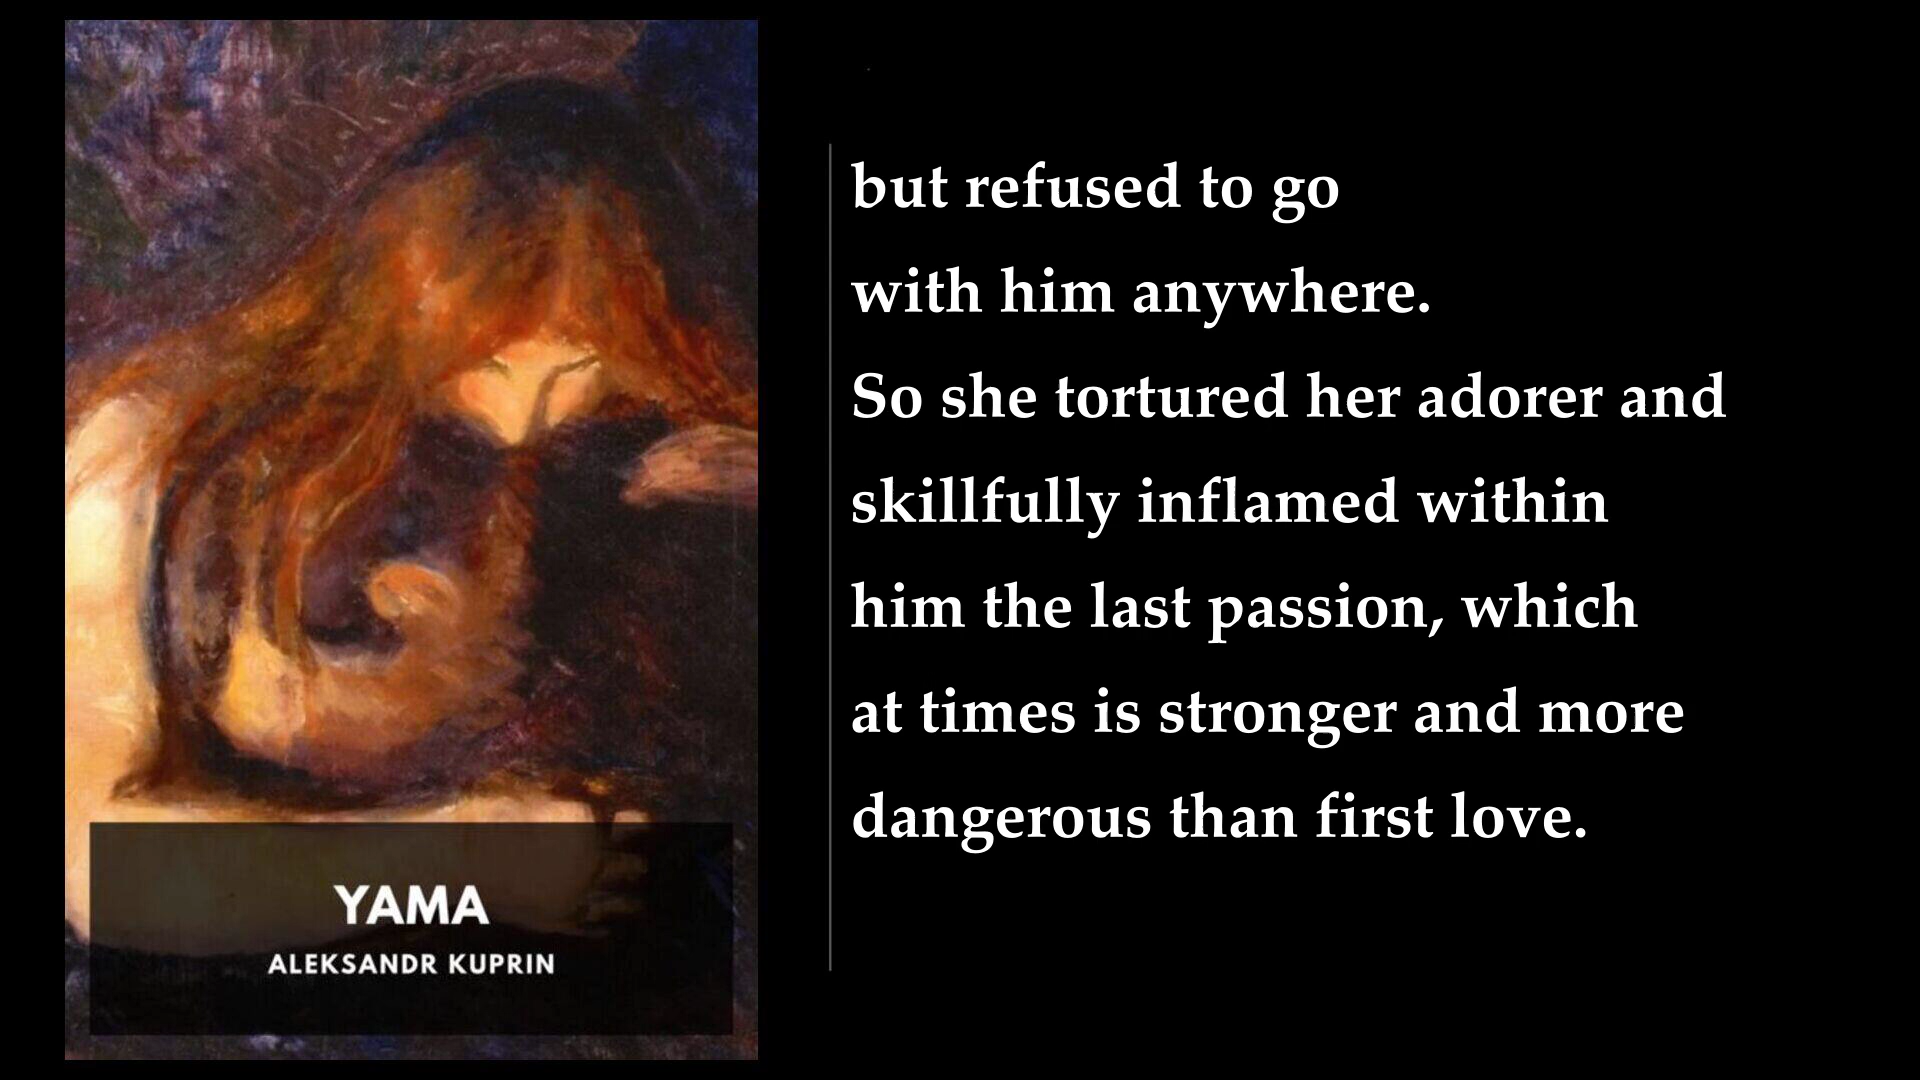 YAMA
ALEKSANDR KUPRIN
but refused to go
with him anywhere.
So she tortured her adorer and
skillfully inflamed within
him the last passion, which
at times is stronger and more
dangerous than first love.